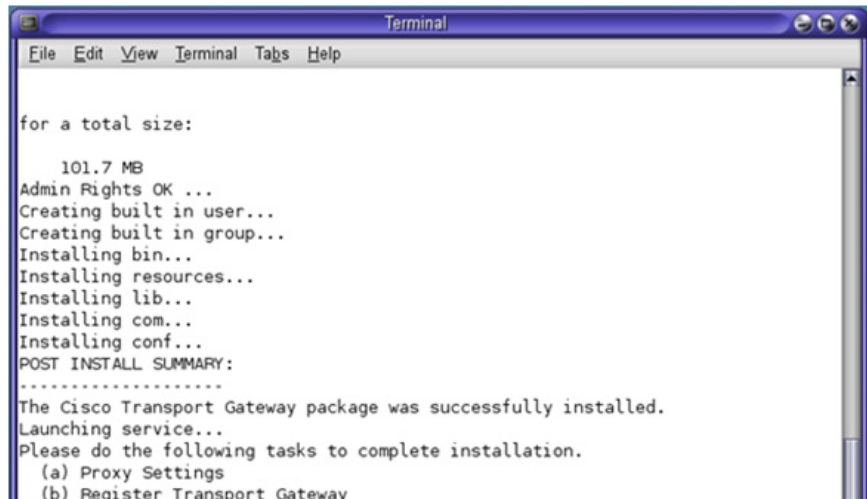 Terminal
File Edit View Terminal Tabs Help
for a total size:
101.7 MB
Admin Rights OK ...
Creating built in user...
Creating built in group...
Installing bin...
Installing resources...
Installing lib...
Installing com...
Installing conf...
POST INSTALL SUMMARY:
---------------------
The Cisco Transport Gateway package was successfully installed.
Launching service...
Please do the following tasks to complete installation.
(a) Proxy Settings
(b) Register Transport Gateway